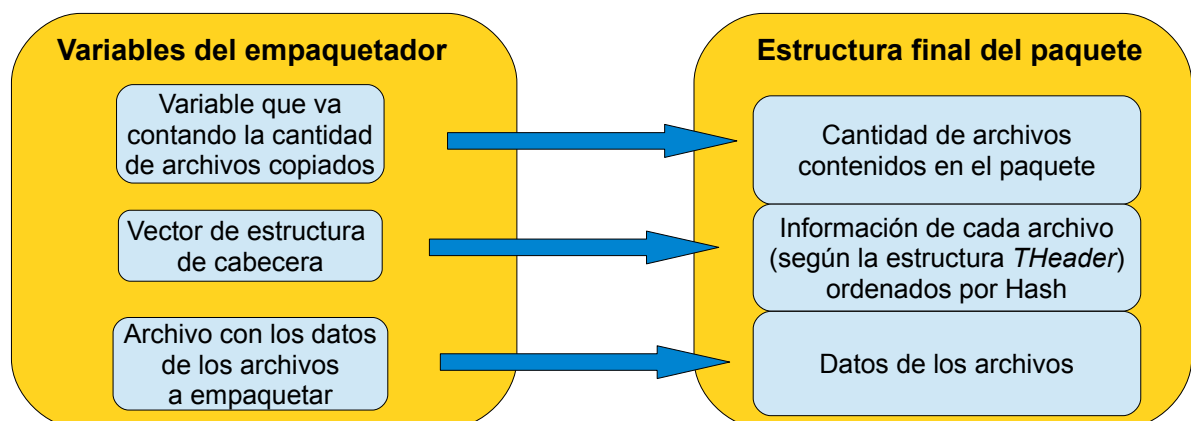 Variables del empaquetador
Variable que va
contando la cantidad
de archivos copiados
Vector de estructura
de cabecera
Archivo con los datos
de los archivos
a empaquetar
Estructura final del paquete
Cantidad de archivos
contenidos en el paquete
Información de cada archivo
(según la estructura THeader)
ordenados por Hash
Datos de los archivos